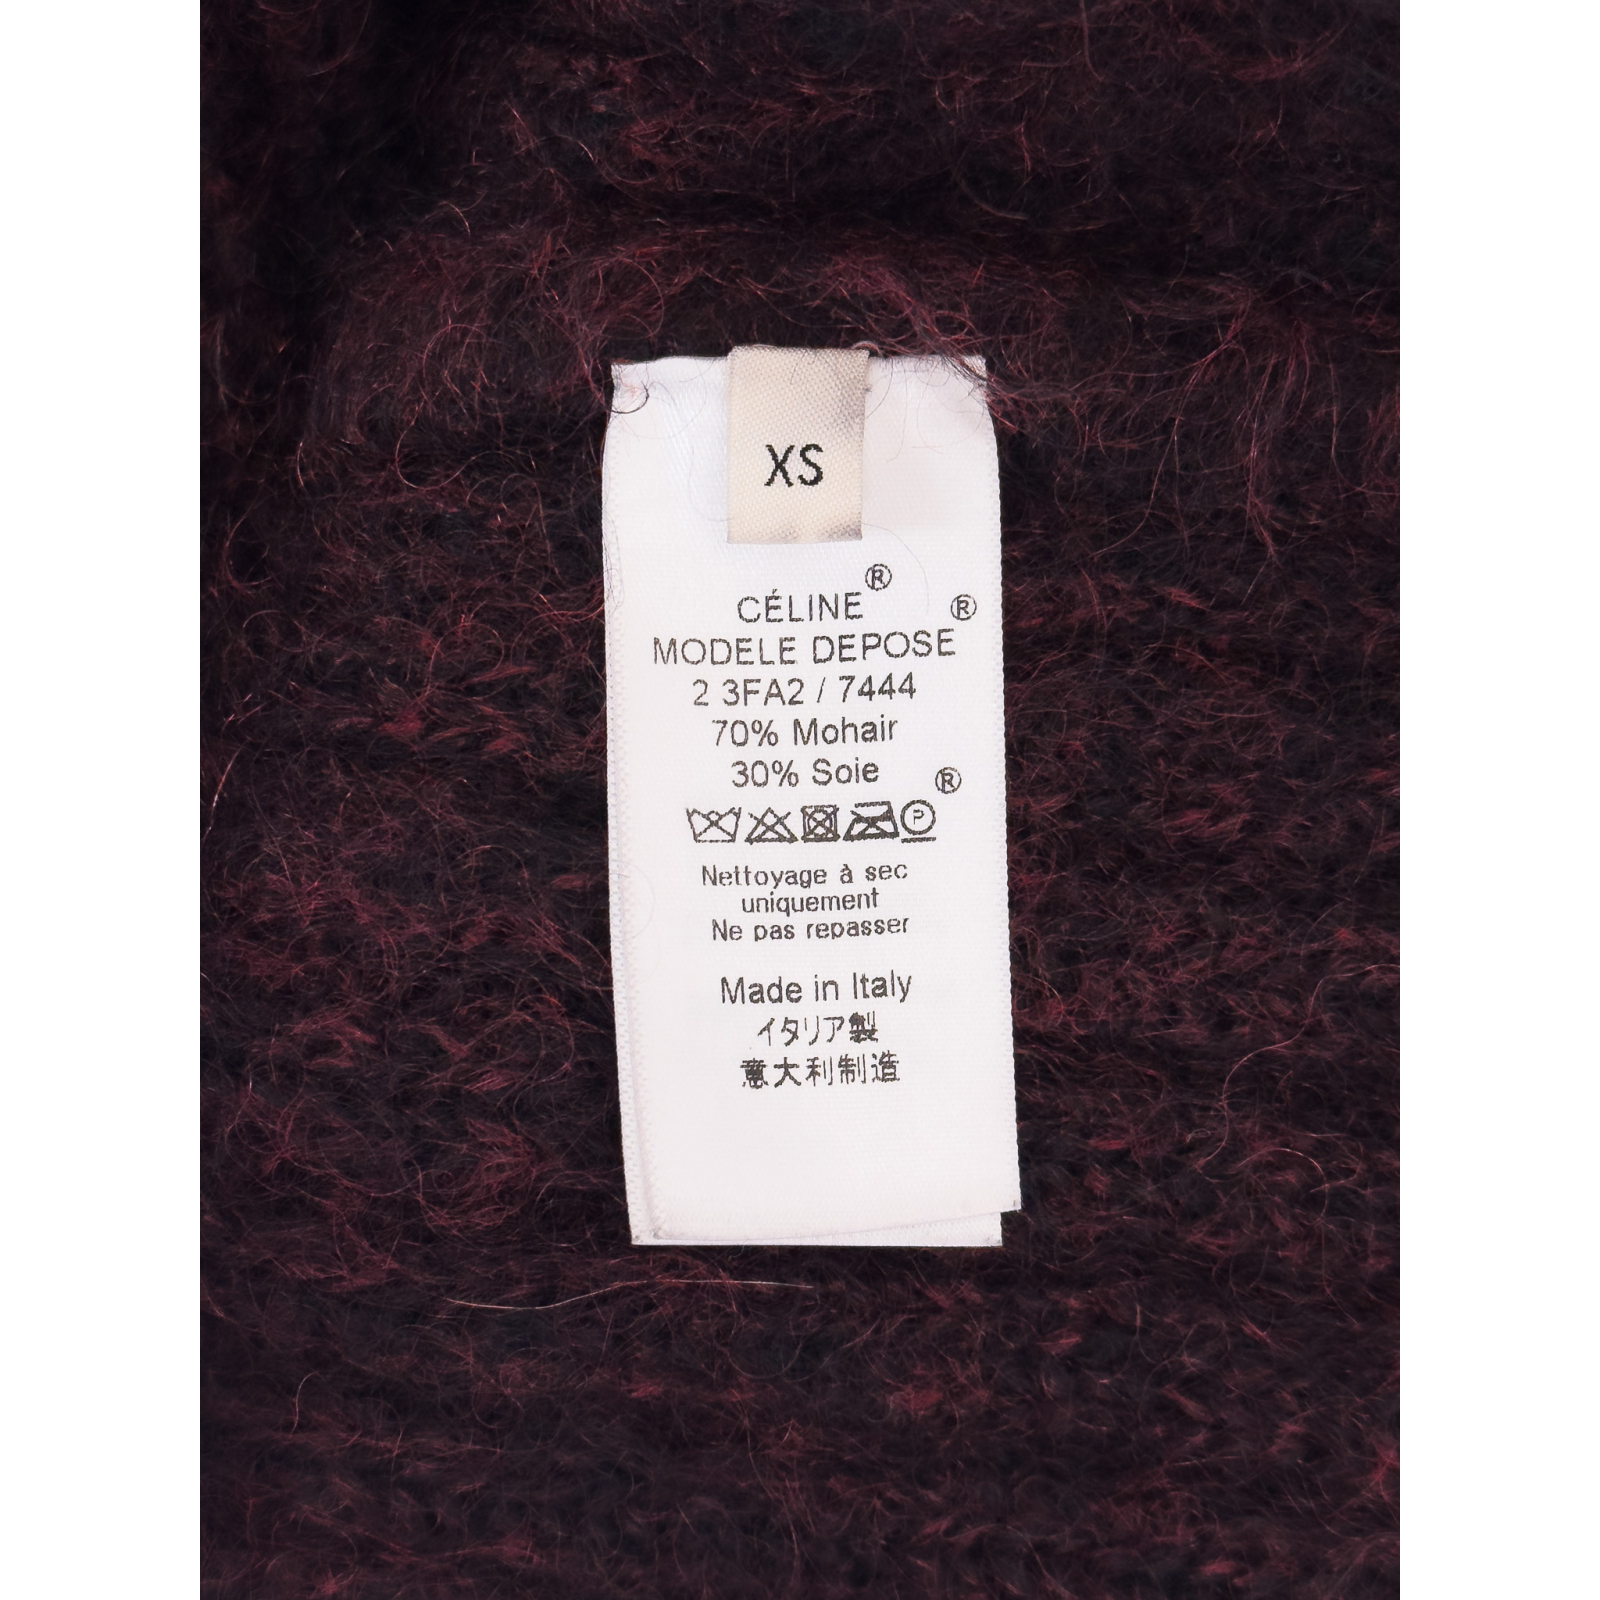 XS
CÉLINE®
MODELE DEPOSE®
2 3FA2 / 7444
70% Mohair
30% Soie
®
P
Nettoyage à sec
uniquement
Ne pas repasser
Made in Italy
イタリア製
意大利制造